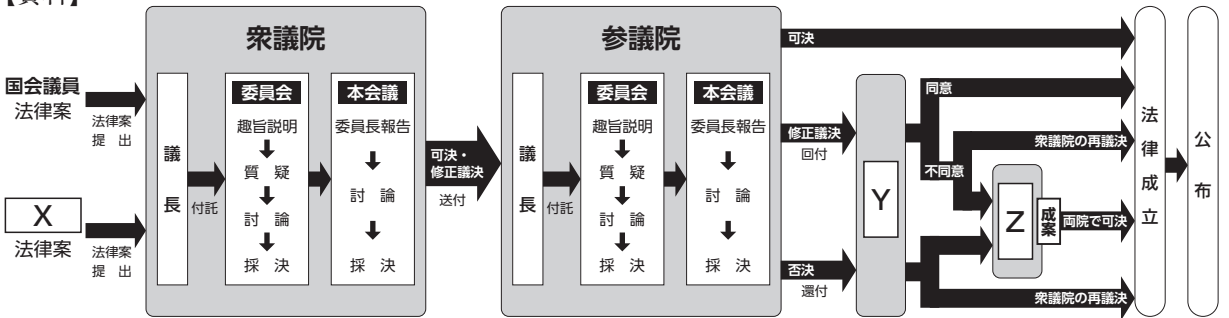 【資料】
国会議員
法律案
法律案
提 出
X
法律案
法律案
提 出
衆議院
議
長
付託
委員会
趣旨説明
質 疑
討 論
採 決
本会議
委員長報告
討 論
採 決
可決・
修正議決
送付
参議院
議
長
付託
委員会
趣旨説明
質 疑
討 論
採 決
本会議
委員長報告
討 論
採 決
可決
修正議決
回付
否決
還付
Y
同意
衆議院の再議決
不同意
Z
成案
両院で可決
衆議院の再議決
法
律
成
立
公
布